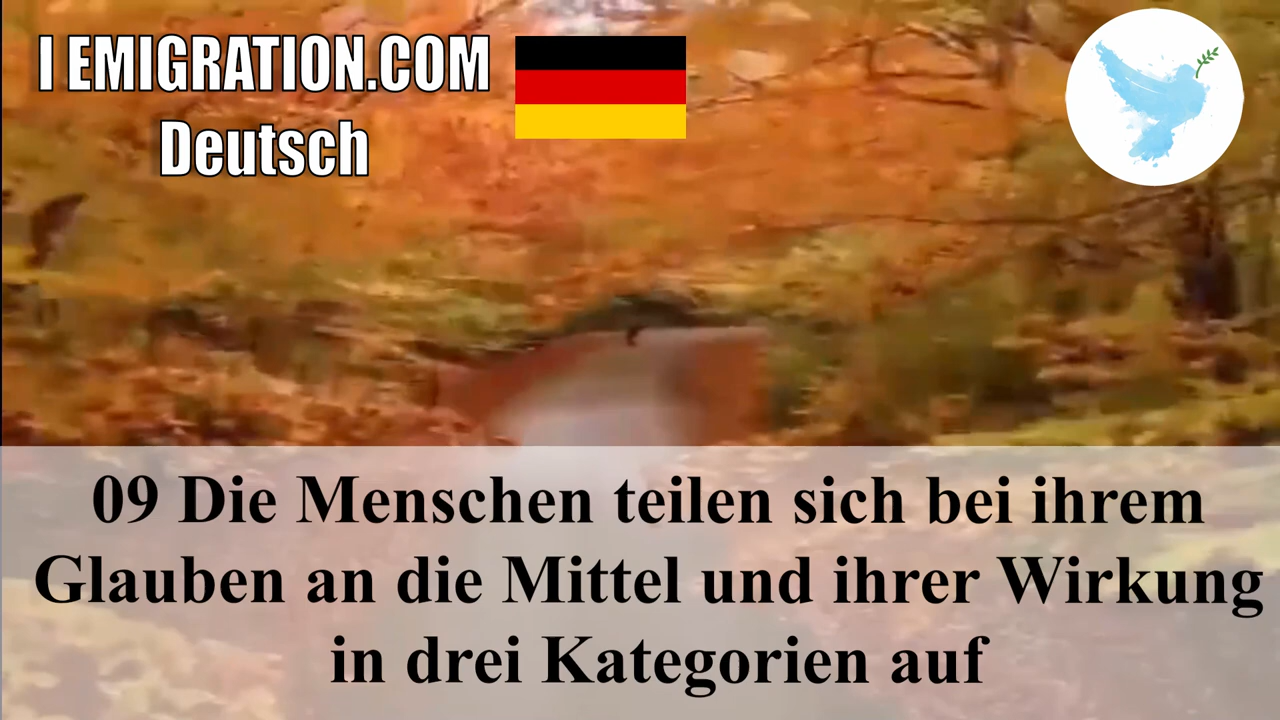 I EMIGRATION.COM
Deutsch
09 Die Menschen teilen sich bei ihrem
Glauben an die Mittel und ihrer Wirkung
in drei Kategorien auf